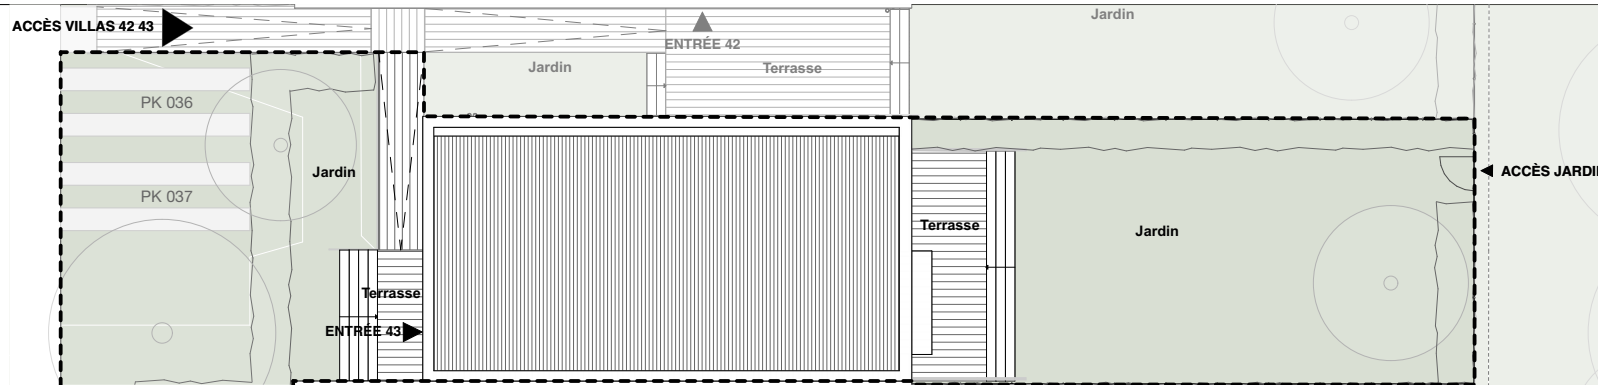 ACCÈS VILLAS 42 43
Jardin
ENTRÉE 42
Jardin
Terrasse
PK 036
Jardin
PK 037
ACCÈS JARDI
Terrasse
Jardin
Terrasse
ENTRÉE 43